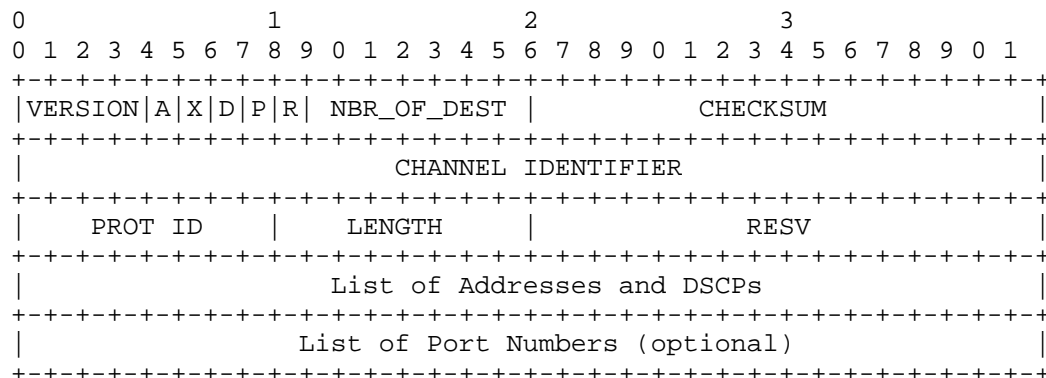 0                   1                   2                   3
0 1 2 3 4 5 6 7 8 9 0 1 2 3 4 5 6 7 8 9 0 1 2 3 4 5 6 7 8 9 0 1
+-+-+-+-+-+-+-+-+-+-+-+-+-+-+-+-+-+-+-+-+-+-+-+-+-+-+-+-+-+-+-+-+
|VERSION|A|X|D|P|R| NBR_OF_DEST |          CHECKSUM             |
+-+-+-+-+-+-+-+-+-+-+-+-+-+-+-+-+-+-+-+-+-+-+-+-+-+-+-+-+-+-+-+-+
|                       CHANNEL IDENTIFIER                      |
+-+-+-+-+-+-+-+-+-+-+-+-+-+-+-+-+-+-+-+-+-+-+-+-+-+-+-+-+-+-+-+-+
|    PROT ID    |    LENGTH     |             RESV              |
+-+-+-+-+-+-+-+-+-+-+-+-+-+-+-+-+-+-+-+-+-+-+-+-+-+-+-+-+-+-+-+-+
|                   List of Addresses and DSCPs                 |
+-+-+-+-+-+-+-+-+-+-+-+-+-+-+-+-+-+-+-+-+-+-+-+-+-+-+-+-+-+-+-+-+
|                 List of Port Numbers (optional)               |
+-+-+-+-+-+-+-+-+-+-+-+-+-+-+-+-+-+-+-+-+-+-+-+-+-+-+-+-+-+-+-+-+